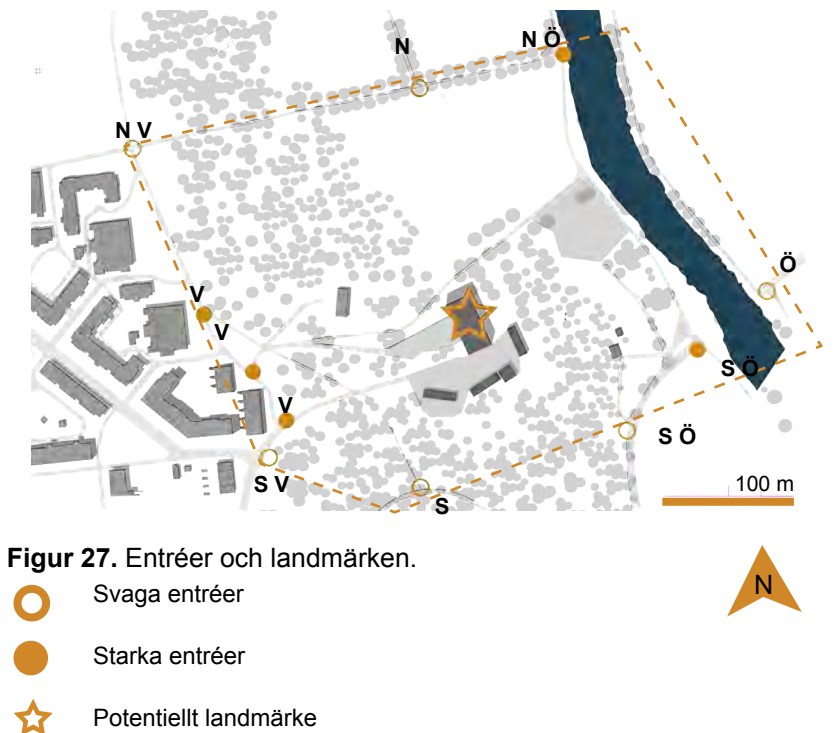 N
N Ö
N V
Ö
V
V
S Ö
V
S Ö
S V
S
100 m
Figur 27. Entréer och landmärken.
N
Svaga entréer
Starka entréer
Potentiellt landmärke